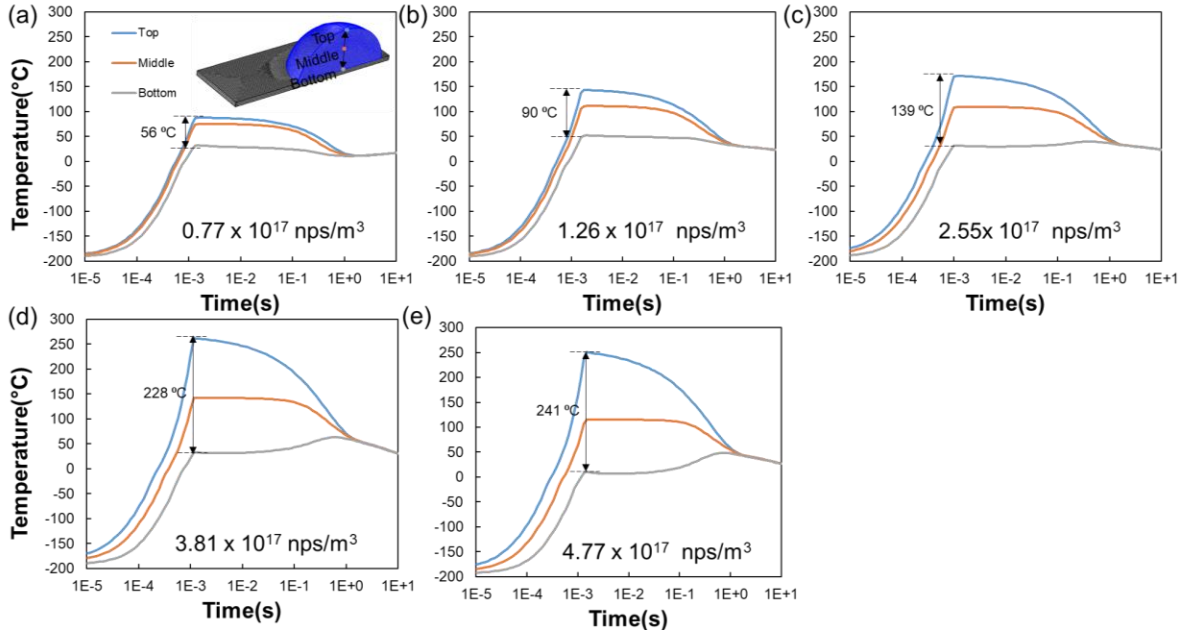 (a)
300
250
200
150
100
50
0
-50
-100
-150
-200
Temperature(°C)
Top
Middle
Bottom
Top
Middle
Bottom
56 ºC
0.77 x 10¹⁷ nps/m³
1E-5 1E-4 1E-3 1E-2 1E-1 1E+0 1E+1
Time(s)
(b)
300
250
200
150
100
50
0
-50
-100
-150
-200
90 ºC
1.26 x 10¹⁷ nps/m³
1E-5 1E-4 1E-3 1E-2 1E-1 1E+0 1E+1
Time(s)
(c)
300
250
200
150
100
50
0
-50
-100
-150
-200
139 ºC
2.55x 10¹⁷ nps/m³
1E-5 1E-4 1E-3 1E-2 1E-1 1E+0 1E+1
Time(s)
(d)
300
250
200
150
100
50
0
-50
-100
-150
-200
Temperature(°C)
228 ºC
3.81 x 10¹⁷ nps/m³
1E-5 1E-4 1E-3 1E-2 1E-1 1E+0 1E+1
Time(s)
(e)
300
250
200
150
100
50
0
-50
-100
-150
-200
241 ºC
4.77 x 10¹⁷ nps/m³
1E-5 1E-4 1E-3 1E-2 1E-1 1E+0 1E+1
Time(s)